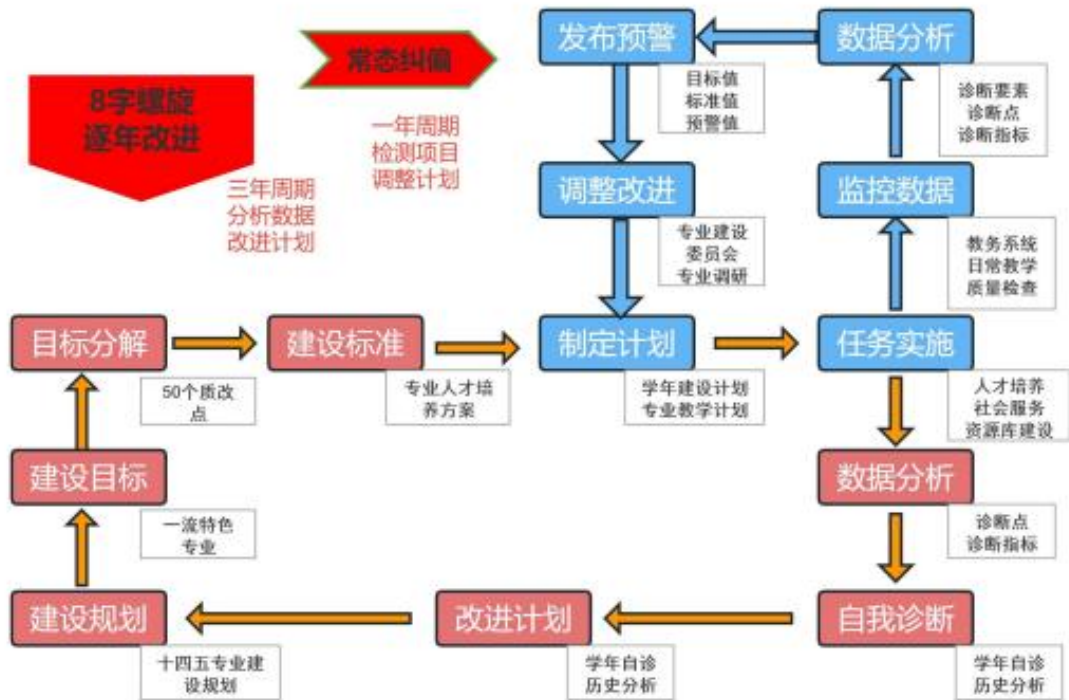 发布预警
数据分析
常态纠偏
8字螺旋
逐年改进
目标值
标准值
预警值
诊断要素
诊断点
诊断指标
一年周期
检测项目
调整计划
三年周期
分析数据
改进计划
调整改进
监控数据
专业建设
委员会
专业调研
教务系统
日常教学
质量检查
目标分解
建设标准
制定计划
任务实施
50个质改
点
专业人才培
养方案
学年建设计划
专业教学计划
人才培养
社会服务
资源库建设
建设目标
数据分析
一流特色
专业
诊断点
诊断指标
建设规划
改进计划
自我诊断
十四五专业建
设规划
学年自诊
历史分析
学年自诊
历史分析